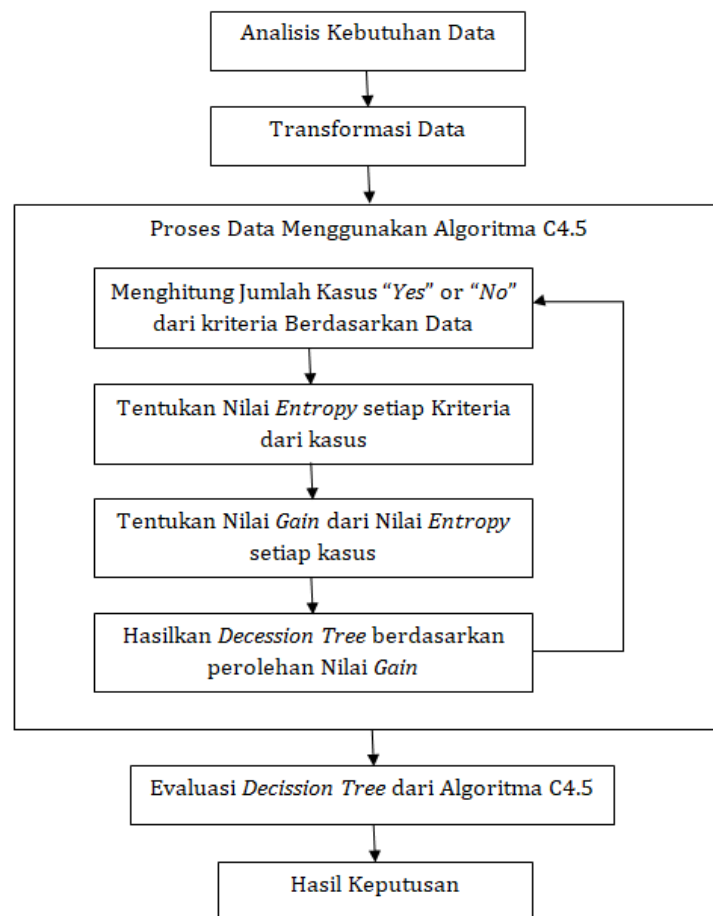 Analisis Kebutuhan Data
Transformasi Data
Proses Data Menggunakan Algoritma C4.5
Menghitung Jumlah Kasus “Yes” or “No”
dari kriteria Berdasarkan Data
Tentukan Nilai Entropy setiap Kriteria
dari kasus
Tentukan Nilai Gain dari Nilai Entropy
setiap kasus
Hasilkan Decession Tree berdasarkan
perolehan Nilai Gain
Evaluasi Decission Tree dari Algoritma C4.5
Hasil Keputusan